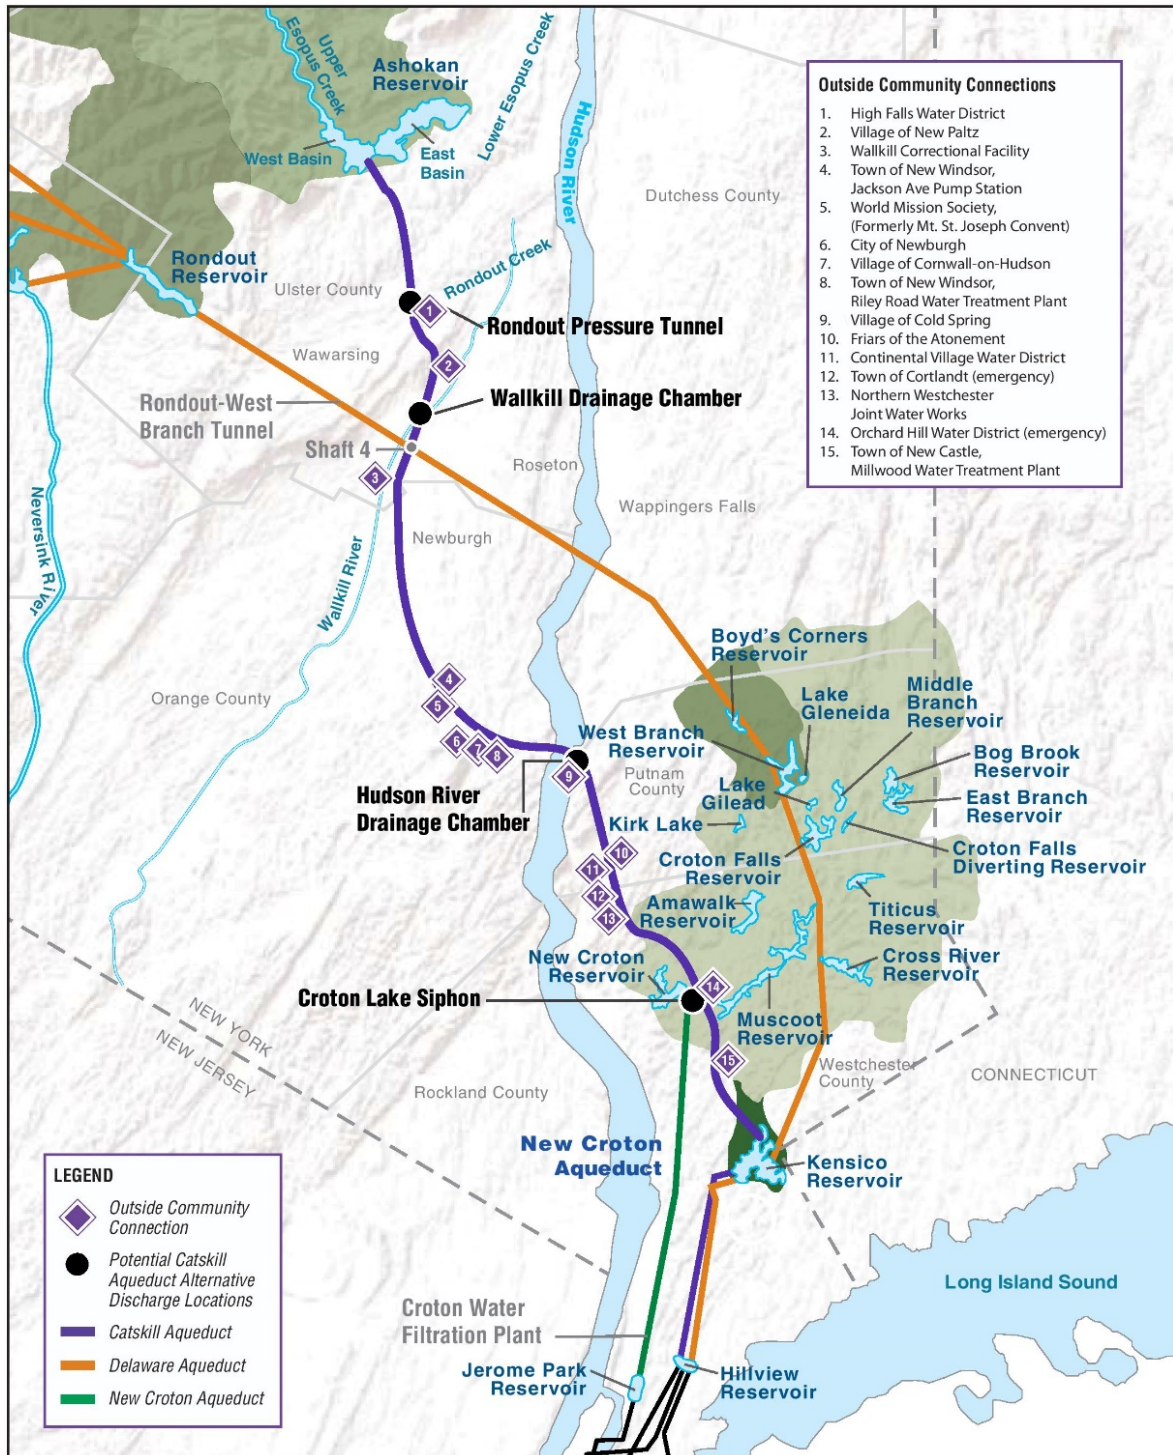 Upper
Esopus Creek
Ashokan
Reservoir
West Basin
East
Basin
Lower Esopus Creek
Hudson River
Dutchess County
Outside Community Connections
1. High Falls Water District
2. Village of New Paltz
3. Wallkill Correctional Facility
4. Town of New Windsor,
Jackson Ave Pump Station
5. World Mission Society,
(Formerly Mt. St. Joseph Convent)
6. City of Newburgh
7. Village of Cornwall-on-Hudson
8. Town of New Windsor,
Riley Road Water Treatment Plant
9. Village of Cold Spring
10. Friars of the Atonement
11. Continental Village Water District
12. Town of Cortlandt (emergency)
13. Northern Westchester
Joint Water Works
14. Orchard Hill Water District (emergency)
15. Town of New Castle,
Millwood Water Treatment Plant
Rondout
Reservoir
Ulster County
Rondout Creek
1
Rondout Pressure Tunnel
Wawarsing
2
Rondout-West
Branch Tunnel
Wallkill Drainage Chamber
Shaft 4
3
Roseton
Wappingers Falls
Newburgh
Neversink River
Wallkill River
Orange County
4
5
6
7
8
9
Hudson River
Drainage Chamber
Putnam
County
Boyd's Corners
Reservoir
Lake
Gleneida
Middle
Branch
Reservoir
West Branch
Reservoir
Bog Brook
Reservoir
Lake
Gilead
East Branch
Reservoir
Kirk Lake
Croton Falls
Diverting Reservoir
Croton Falls
Reservoir
10
11
12
13
Amawalk
Reservoir
Titicus
Reservoir
New Croton
Reservoir
Cross River
Reservoir
Croton Lake Siphon
14
Muscoot
Reservoir
15
NEW YORK
NEW JERSEY
Rockland County
Westchester
County
CONNECTICUT
New Croton
Aqueduct
Kensico
Reservoir
LEGEND
Outside Community
Connection
Potential Catskill
Aqueduct Alternative
Discharge Locations
Catskill Aqueduct
Delaware Aqueduct
New Croton Aqueduct
Long Island Sound
Croton Water
Filtration Plant
Jerome Park
Reservoir
Hillview
Reservoir